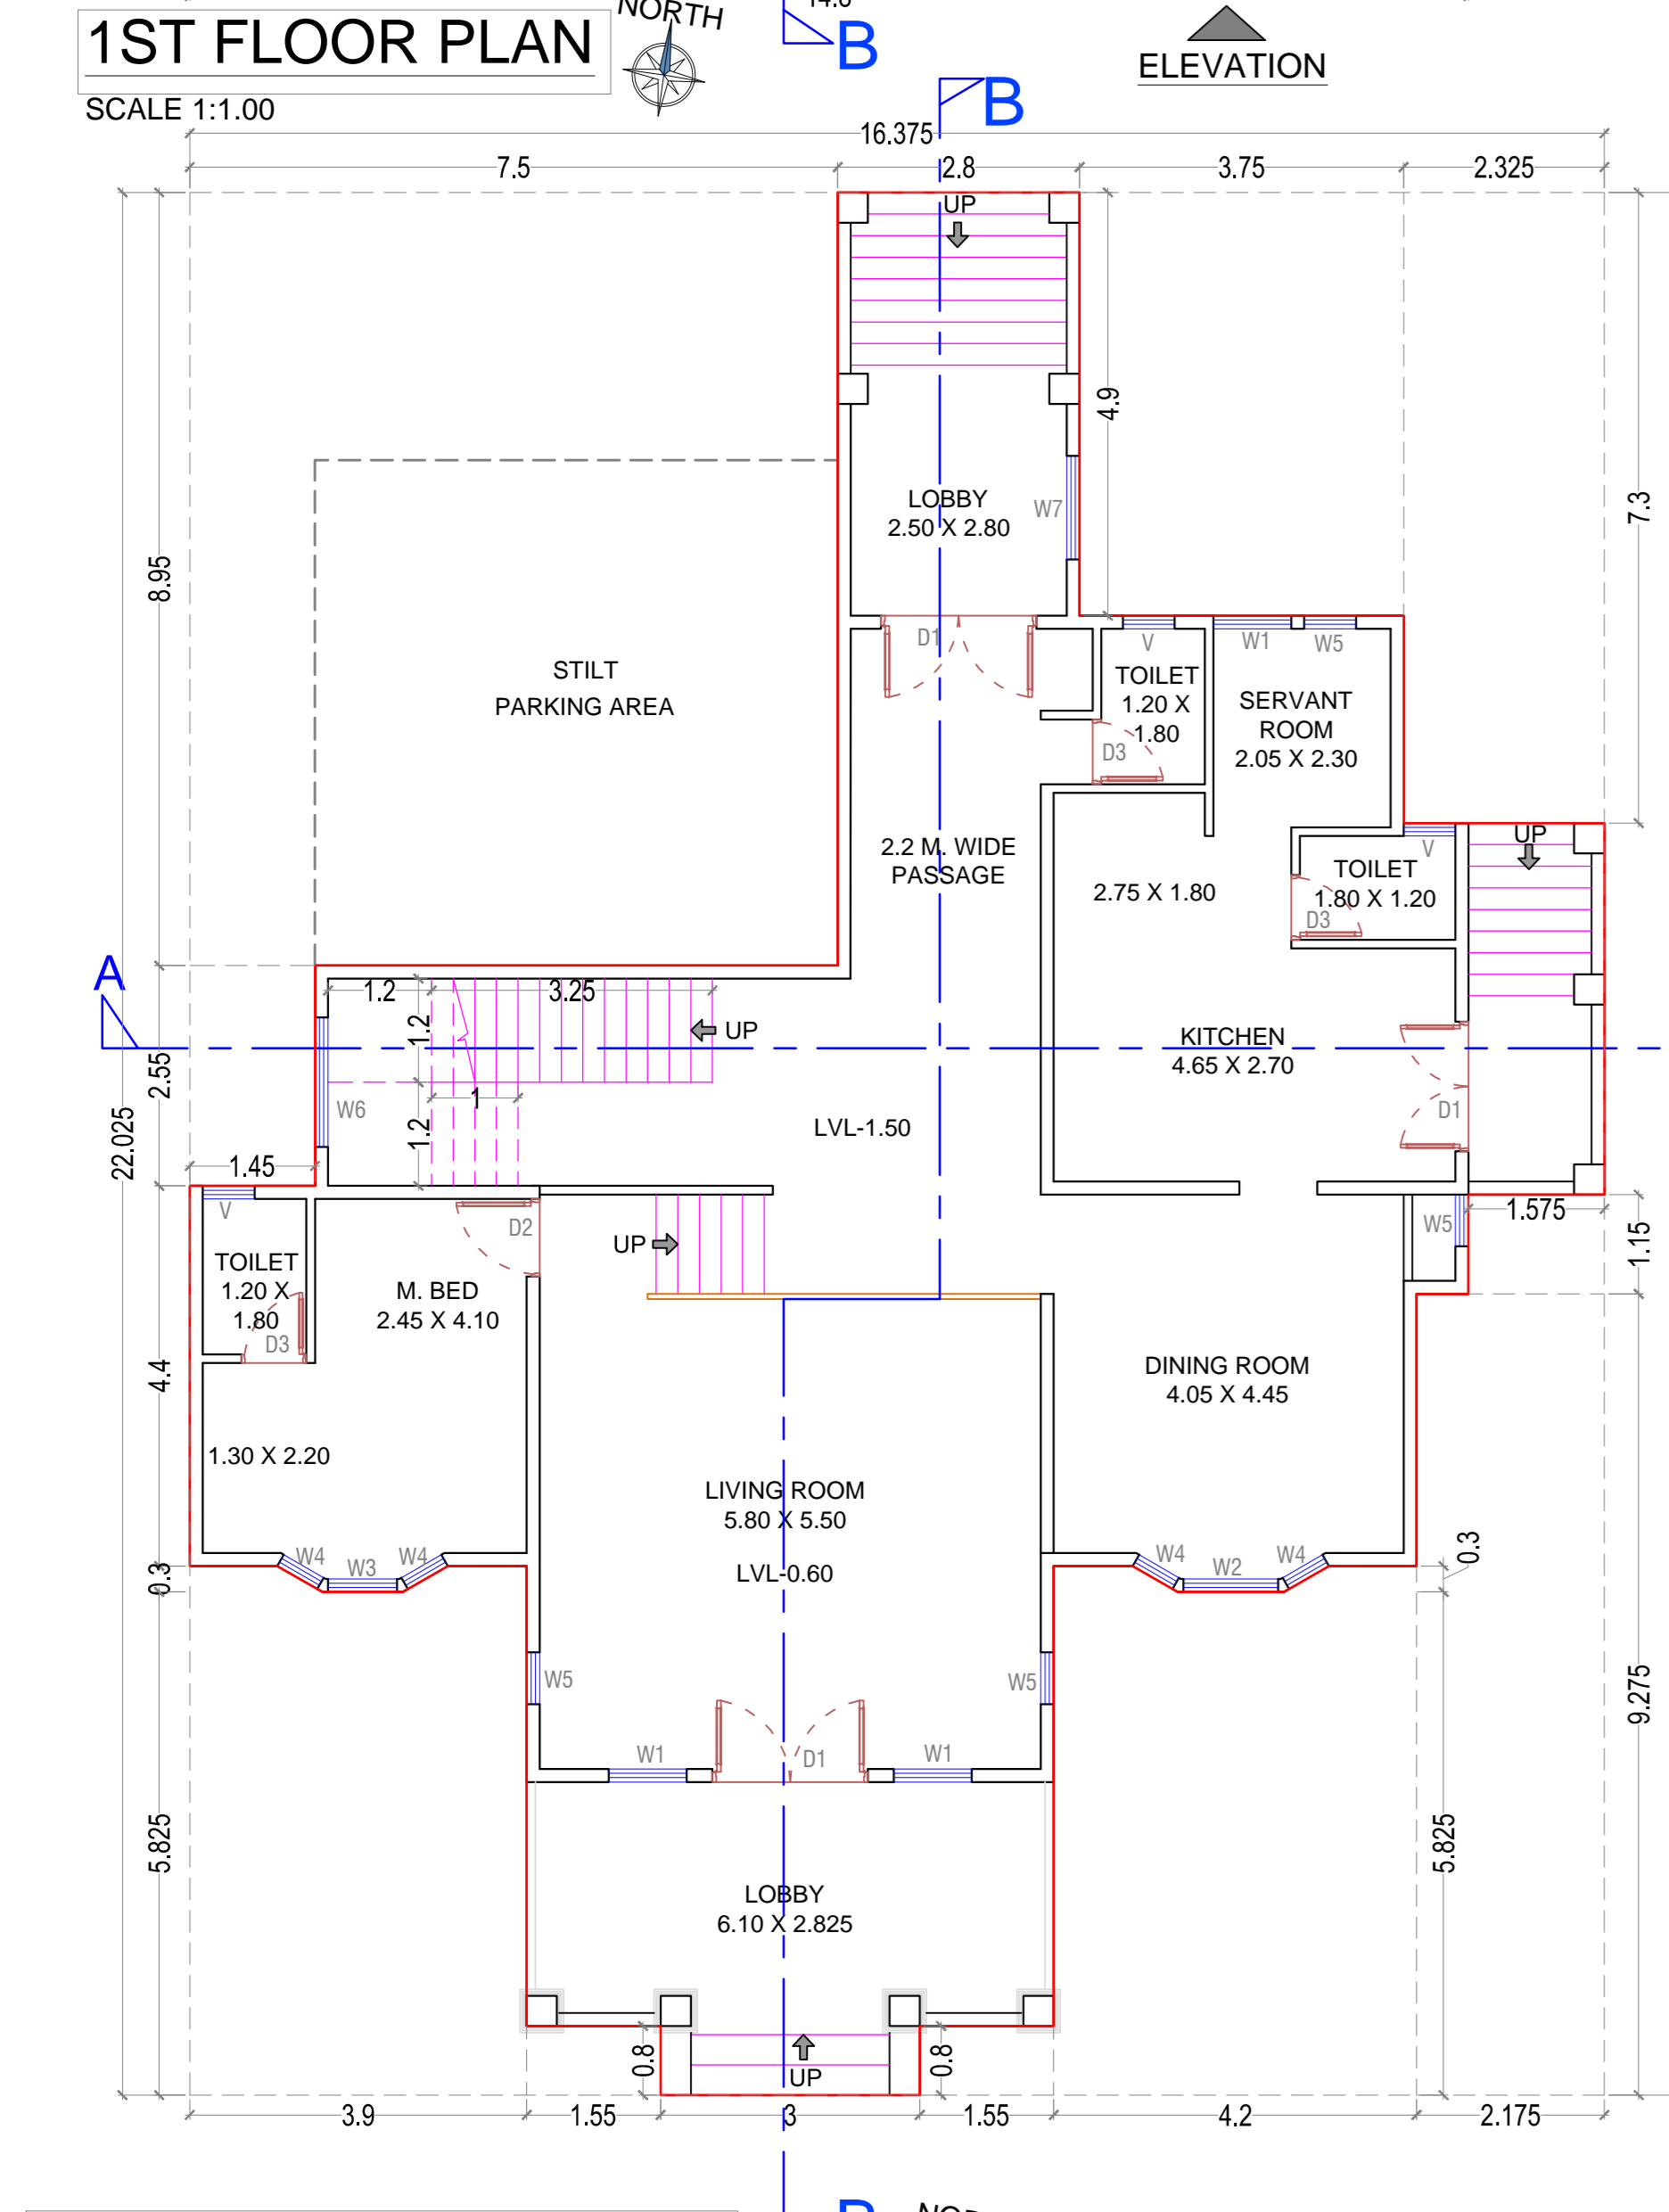 NORTH
1ST FLOOR PLAN
B
ELEVATION
SCALE 1:1.00
B
16.375
7.5
2.8
3.75
2.325
UP
4.9
7.3
8.95
LOBBY
2.50 X 2.80
W7
D1
V
W1
W5
STILT
PARKING AREA
TOILET
1.20 X
1.80
D3
SERVANT
ROOM
2.05 X 2.30
2.2 M. WIDE
PASSAGE
2.75 X 1.80
UP
V
TOILET
1.80 X 1.20
D3
A
1.2
3.25
1.2
UP
KITCHEN
4.65 X 2.70
2.55
W6
1
1.2
D1
22.025
LVL-1.50
1.45
V
D2
W5
1.575
UP
1.15
TOILET
1.20 X
1.80
D3
M. BED
2.45 X 4.10
4.4
DINING ROOM
4.05 X 4.45
1.30 X 2.20
LIVING ROOM
5.80 X 5.50
LVL-0.60
W4
W3
W4
W4
W2
W4
0.3
0.3
W5
W5
9.275
W1
D1
W1
5.825
5.825
LOBBY
6.10 X 2.825
0.8
UP
0.8
3.9
1.55
3
1.55
4.2
2.175